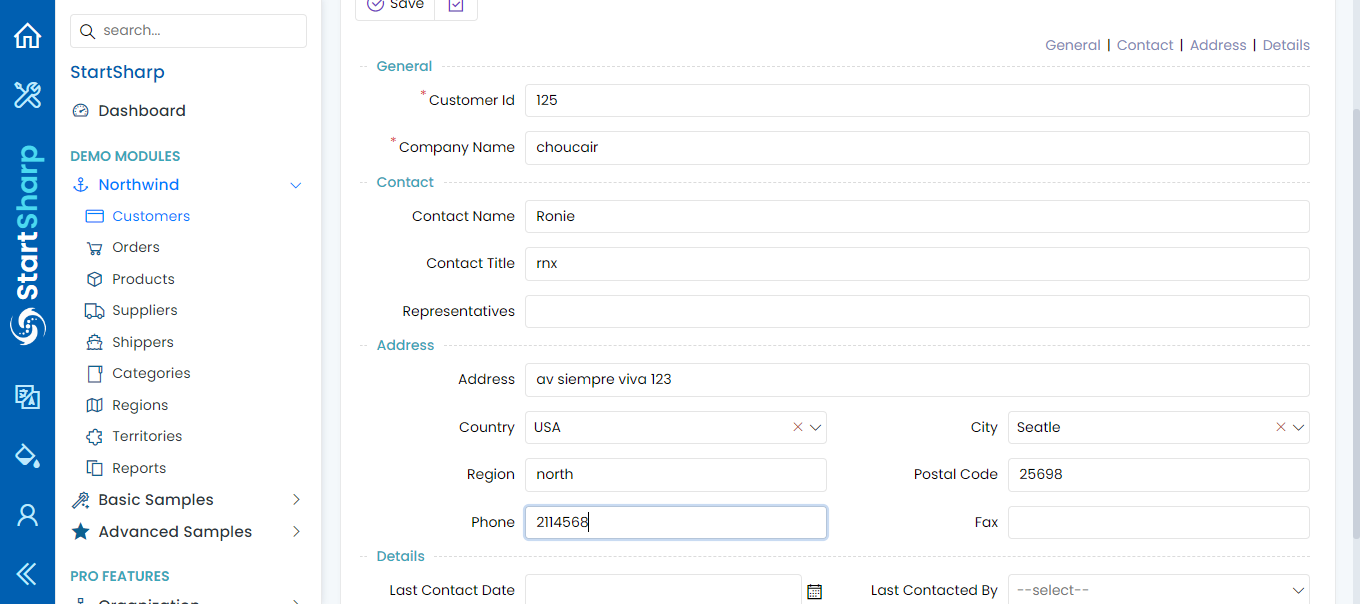 Save
search...
General | Contact | Address | Details
StartSharp
General
Dashboard
*Customer Id 125
*Company Name choucair
DEMO MODULES
Northwind
Contact
Customers
Contact Name Ronie
Orders
Contact Title rnx
Products
Suppliers
Representatives
Shippers
Address
Categories
Address av siempre viva 123
Regions
Country USA City Seatle
Territories
Reports
Region north Postal Code 25698
Basic Samples
Phone 2114568 Fax
Advanced Samples
Details
PRO FEATURES
Last Contact Date Last Contacted By --select--
Organization
StartSharp